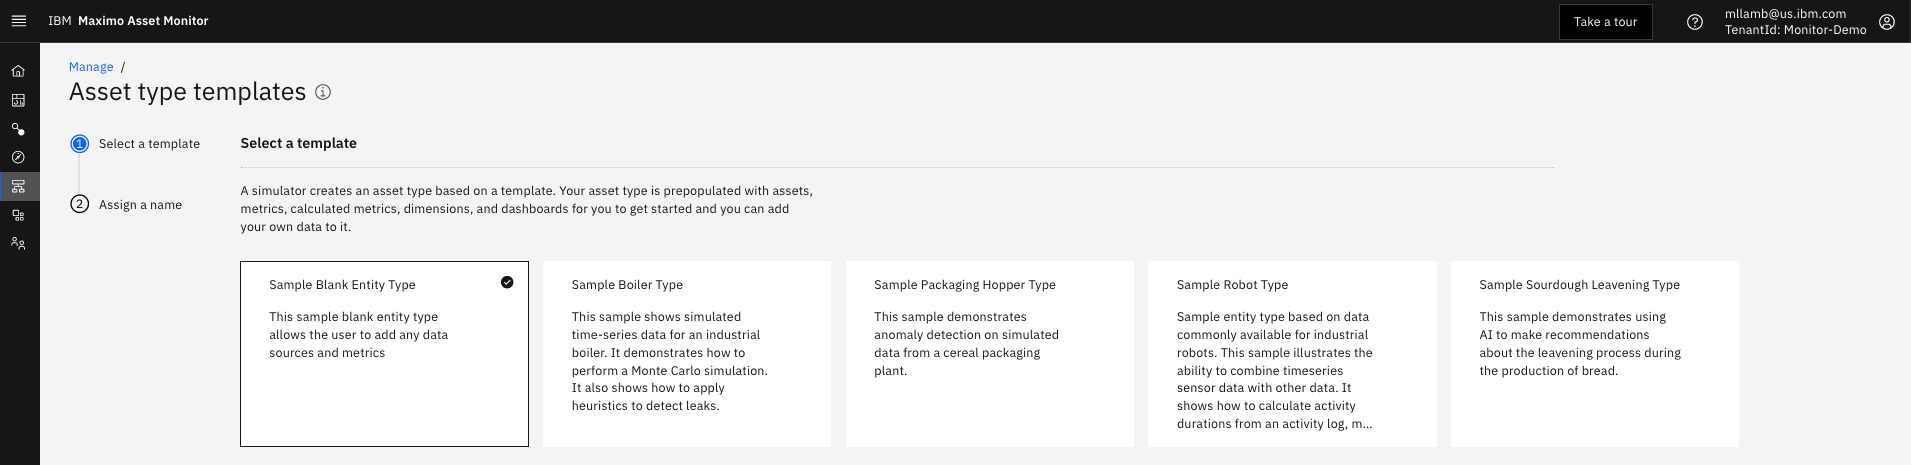 IBM Maximo Asset Monitor
Take a tour
mllamb@us.ibm.com
TenantId: Monitor-Demo
Manage /
Asset type templates
1 Select a template
2 Assign a name
Select a template
A simulator creates an asset type based on a template. Your asset type is prepopulated with assets,
metrics, calculated metrics, dimensions, and dashboards for you to get started and you can add
your own data to it.
Sample Blank Entity Type
This sample blank entity type
allows the user to add any data
sources and metrics
Sample Boiler Type
This sample shows simulated
time-series data for an industrial
boiler. It demonstrates how to
perform a Monte Carlo simulation.
It also shows how to apply
heuristics to detect leaks.
Sample Packaging Hopper Type
This sample demonstrates
anomaly detection on simulated
data from a cereal packaging
plant.
Sample Robot Type
Sample entity type based on data
commonly available for industrial
robots. This sample illustrates the
ability to combine timeseries
sensor data with other data. It
shows how to calculate activity
durations from an activity log, m...
Sample Sourdough Leavening Type
This sample demonstrates using
AI to make recommendations
about the leavening process during
the production of bread.